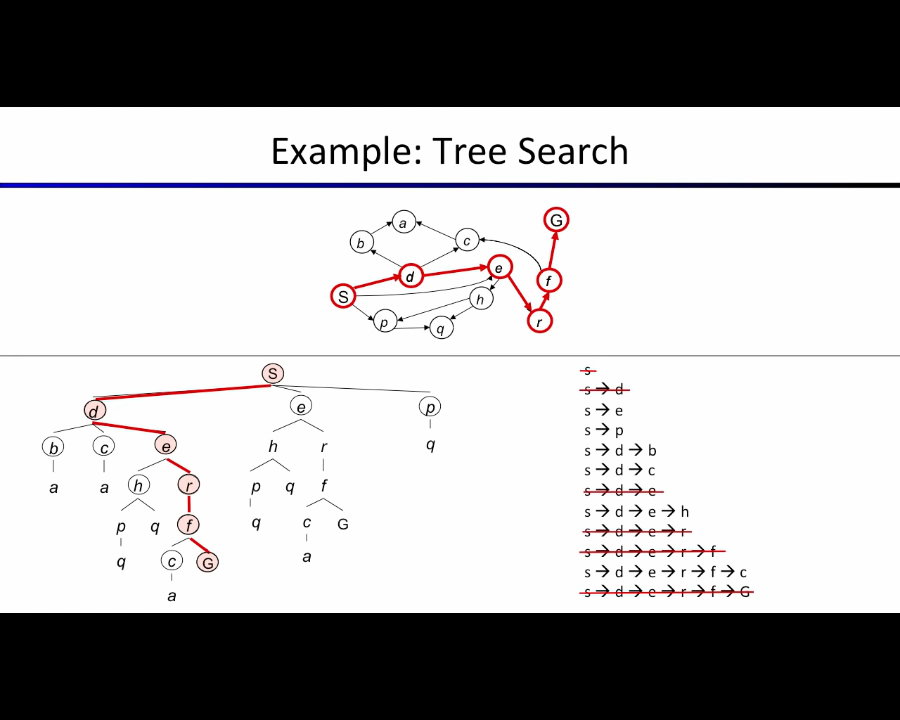 Example: Tree Search
G
a
b
c
e
d
f
S
h
p
q
r
S
d
e
p
b
c
e
h
r
q
a
a
h
r
p
q
f
p
q
f
q
c
G
q
c
G
a
a
s
s → d
s → e
s → p
s → d → b
s → d → c
s → d → e
s → d → e → h
s → d → e → r
s → d → e → r → f
s → d → e → r → f → c
s → d → e → r → f → G